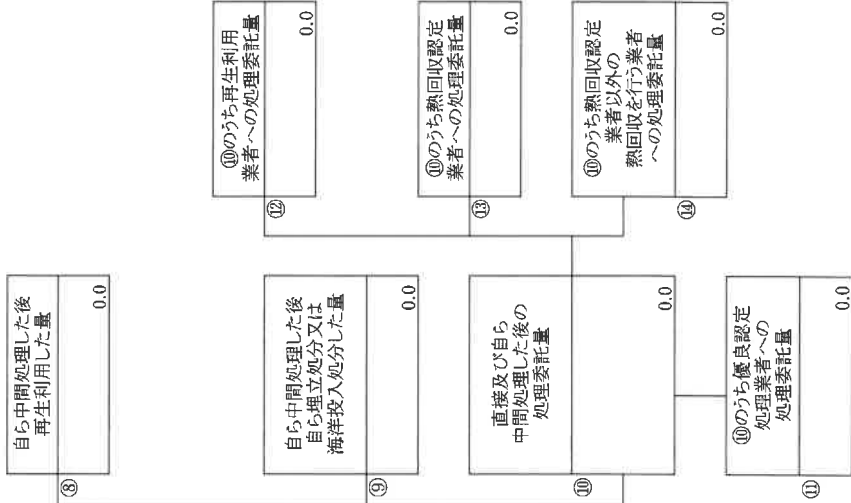 ⑧
自ら中間処理した後
再生利用した量
0.0
⑨
自ら中間処理した後
自ら埋立処分又は
海洋投入処分した量
0.0
⑩
直接及び自ら
中間処理した後の
処理委託量
0.0
⑪
⑩のうち優良認定
処理業者への
処理委託量
0.0
⑫
⑩のうち再生利用
業者への処理委託量
0.0
⑬
⑩のうち熱回収認定
業者への処理委託量
0.0
⑭
⑩のうち熱回収認定
業者以外の
熱回収を行う業者
への処理委託量
0.0